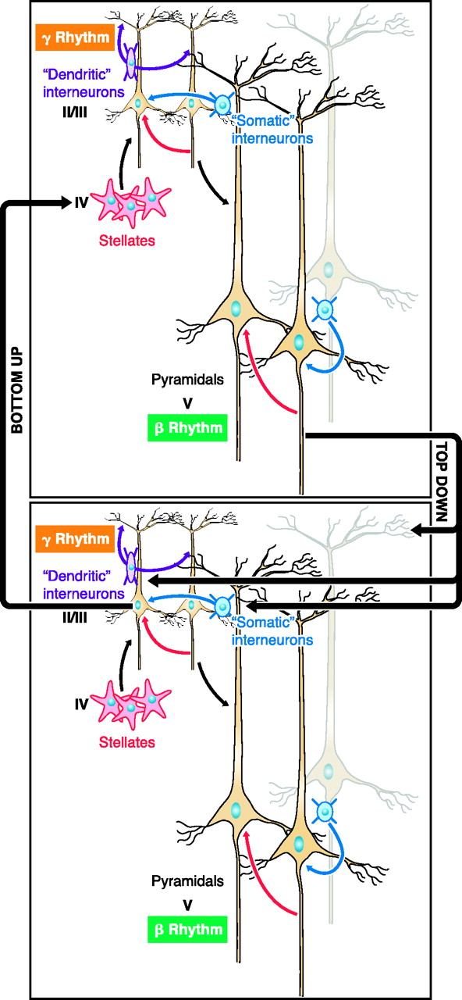 γ Rhythm
“Dendritic”
interneurons
II/III
“Somatic”
interneurons
IV
Stellates
BOTTOM UP
Pyramidals
V
β Rhythm
TOP DOWN
γ Rhythm
“Dendritic”
interneurons
II/III
“Somatic”
interneurons
IV
Stellates
Pyramidals
V
β Rhythm